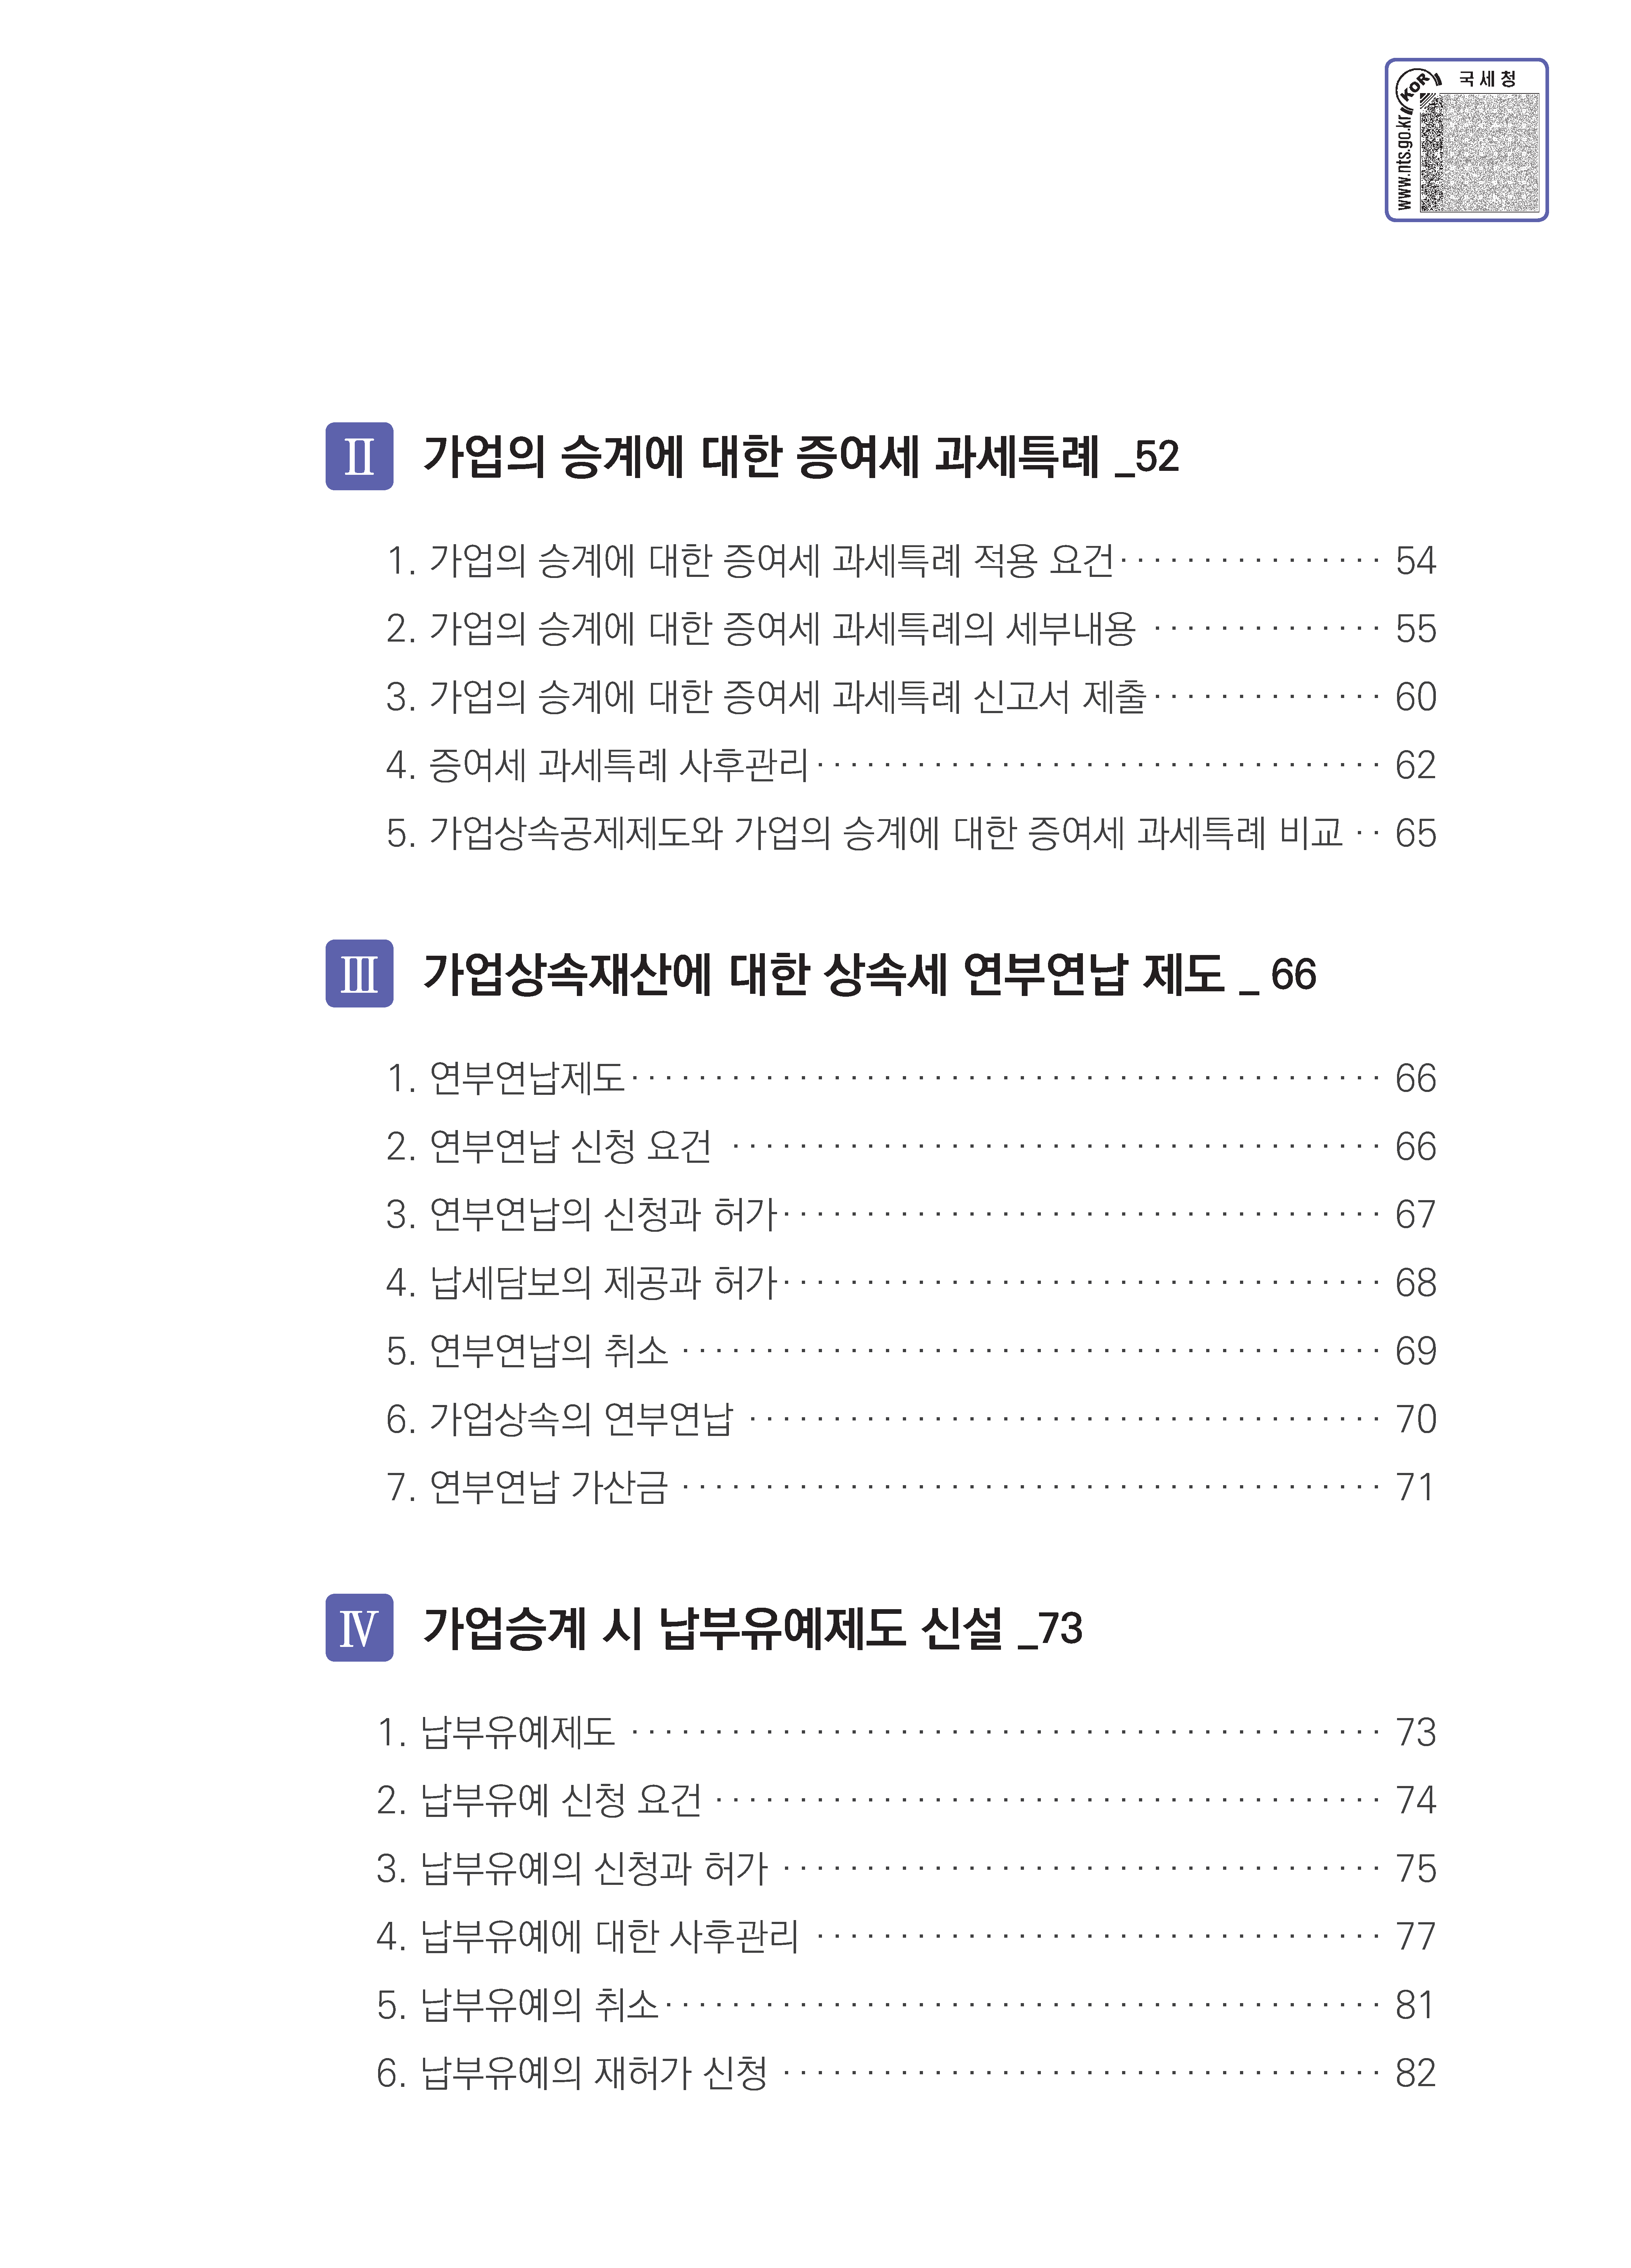 국세청
KOR
www.nts.go.kr
Ⅱ 가업의 승계에 대한 증여세 과세특례 _52
1. 가업의 승계에 대한 증여세 과세특례 적용 요건 ················ 54
2. 가업의 승계에 대한 증여세 과세특례의 세부내용 ·············· 55
3. 가업의 승계에 대한 증여세 과세특례 신고서 제출 ·············· 60
4. 증여세 과세특례 사후관리 ·································· 62
5. 가업상속공제제도와 가업의 승계에 대한 증여세 과세특례 비교 ·· 65
Ⅲ 가업상속재산에 대한 상속세 연부연납 제도 _ 66
1. 연부연납제도 ············································· 66
2. 연부연납 신청 요건 ······································· 66
3. 연부연납의 신청과 허가 ···································· 67
4. 납세담보의 제공과 허가 ···································· 68
5. 연부연납의 취소 ·········································· 69
6. 가업상속의 연부연납 ······································ 70
7. 연부연납 가산금 ·········································· 71
Ⅳ 가업승계 시 납부유예제도 신설 _73
1. 납부유예제도 ············································· 73
2. 납부유예 신청 요건 ········································ 74
3. 납부유예의 신청과 허가 ···································· 75
4. 납부유예에 대한 사후관리 ·································· 77
5. 납부유예의 취소 ··········································· 81
6. 납부유예의 재허가 신청 ···································· 82